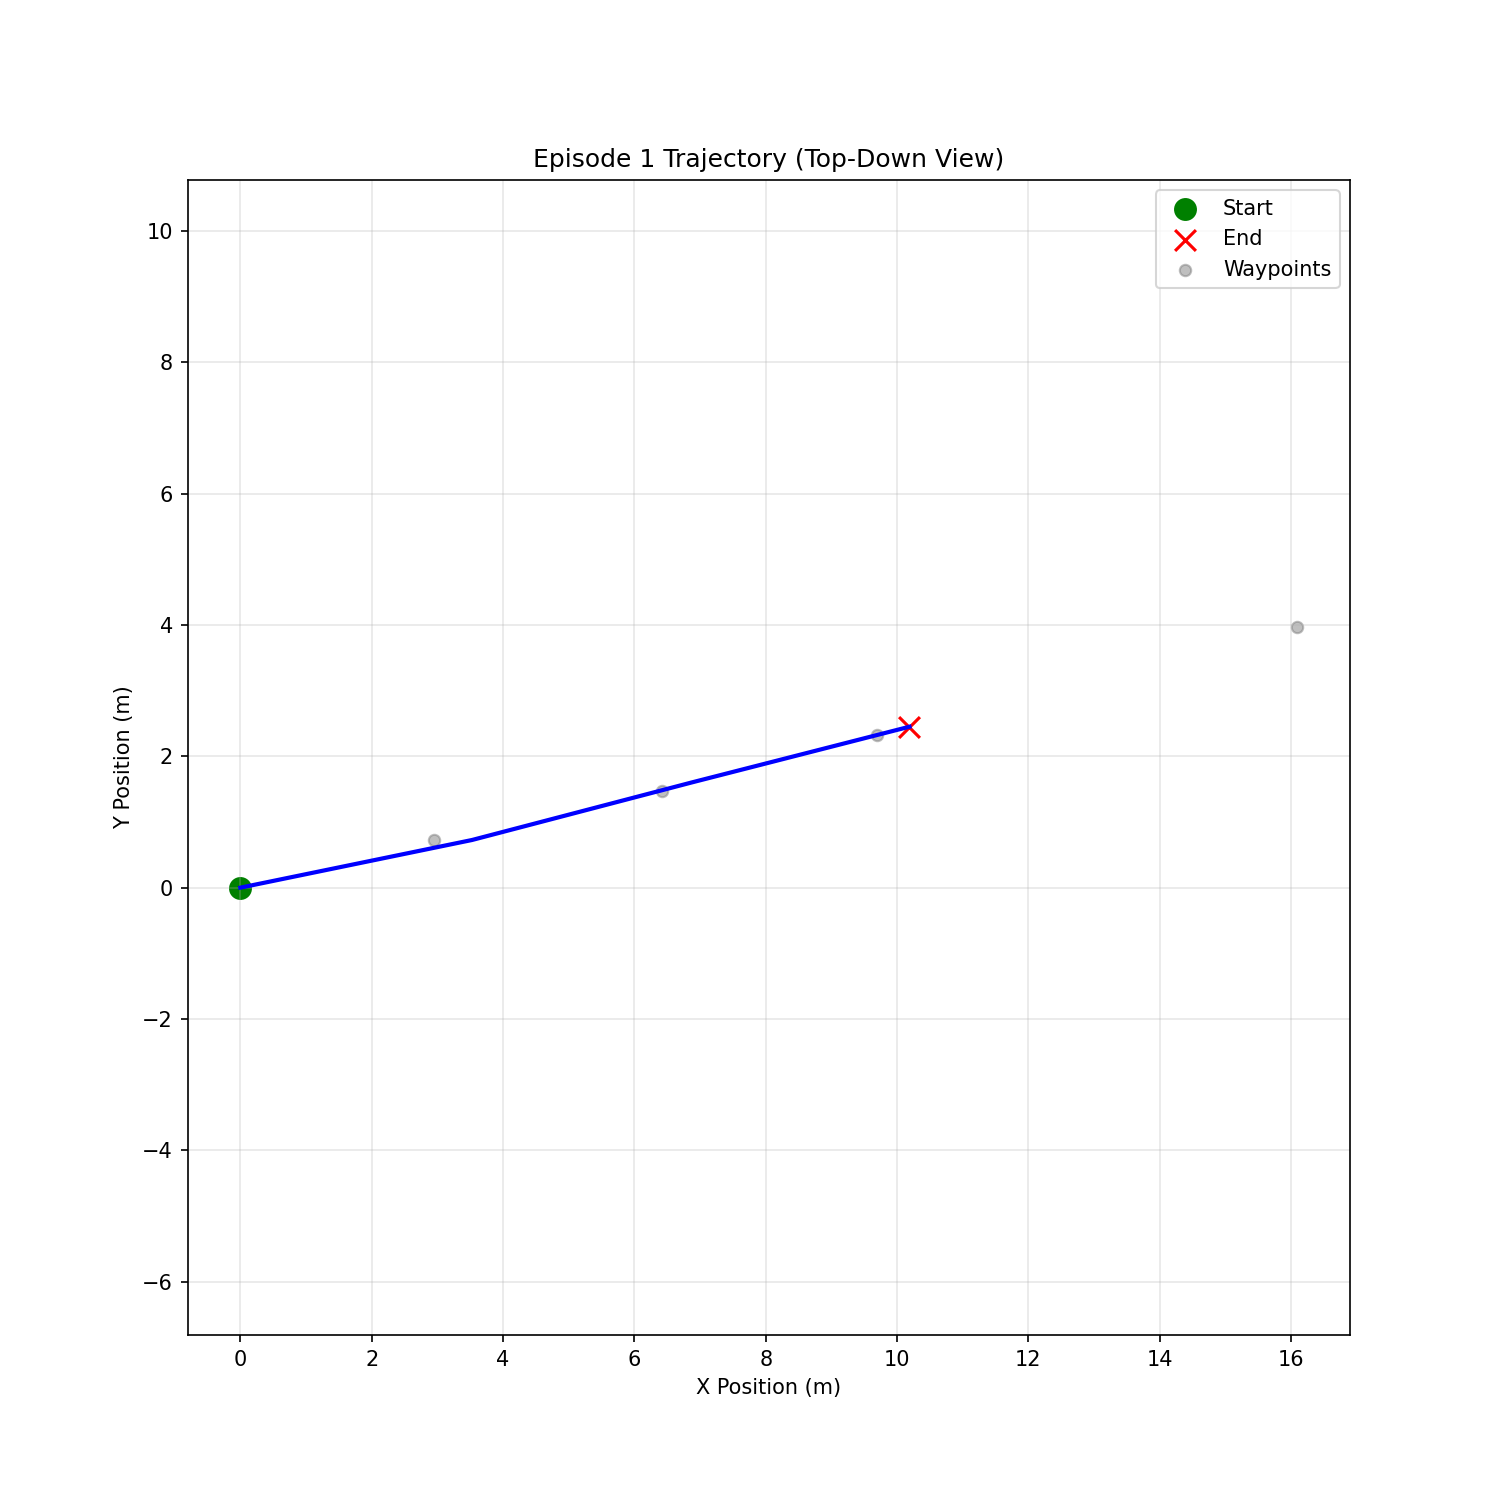 Episode 1 Trajectory (Top-Down View)
Start
End
Waypoints
10
8
6
4
2
0
−2
−4
−6
Y Position (m)
0 2 4 6 8 10 12 14 16
X Position (m)